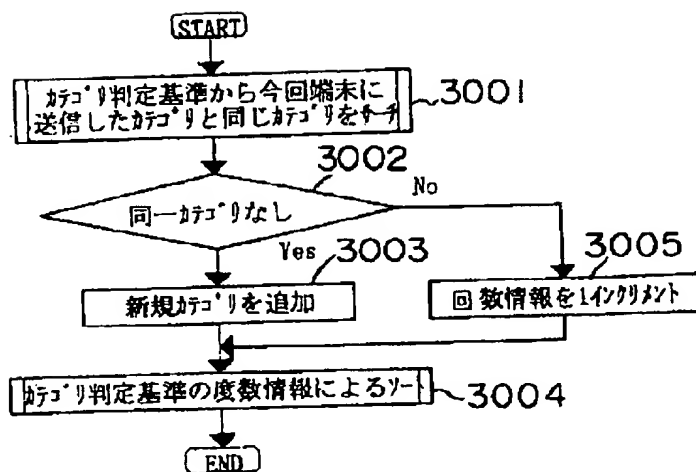 START
カテゴリ判定基準から今回端末に
送信したカテゴリと同じカテゴリをサーチ
3001
3002
同一カテゴリなし
No
Yes
3003
3005
新規カテゴリを追加
回数情報を1インクリメント
カテゴリ判定基準の度数情報によるソート
3004
END